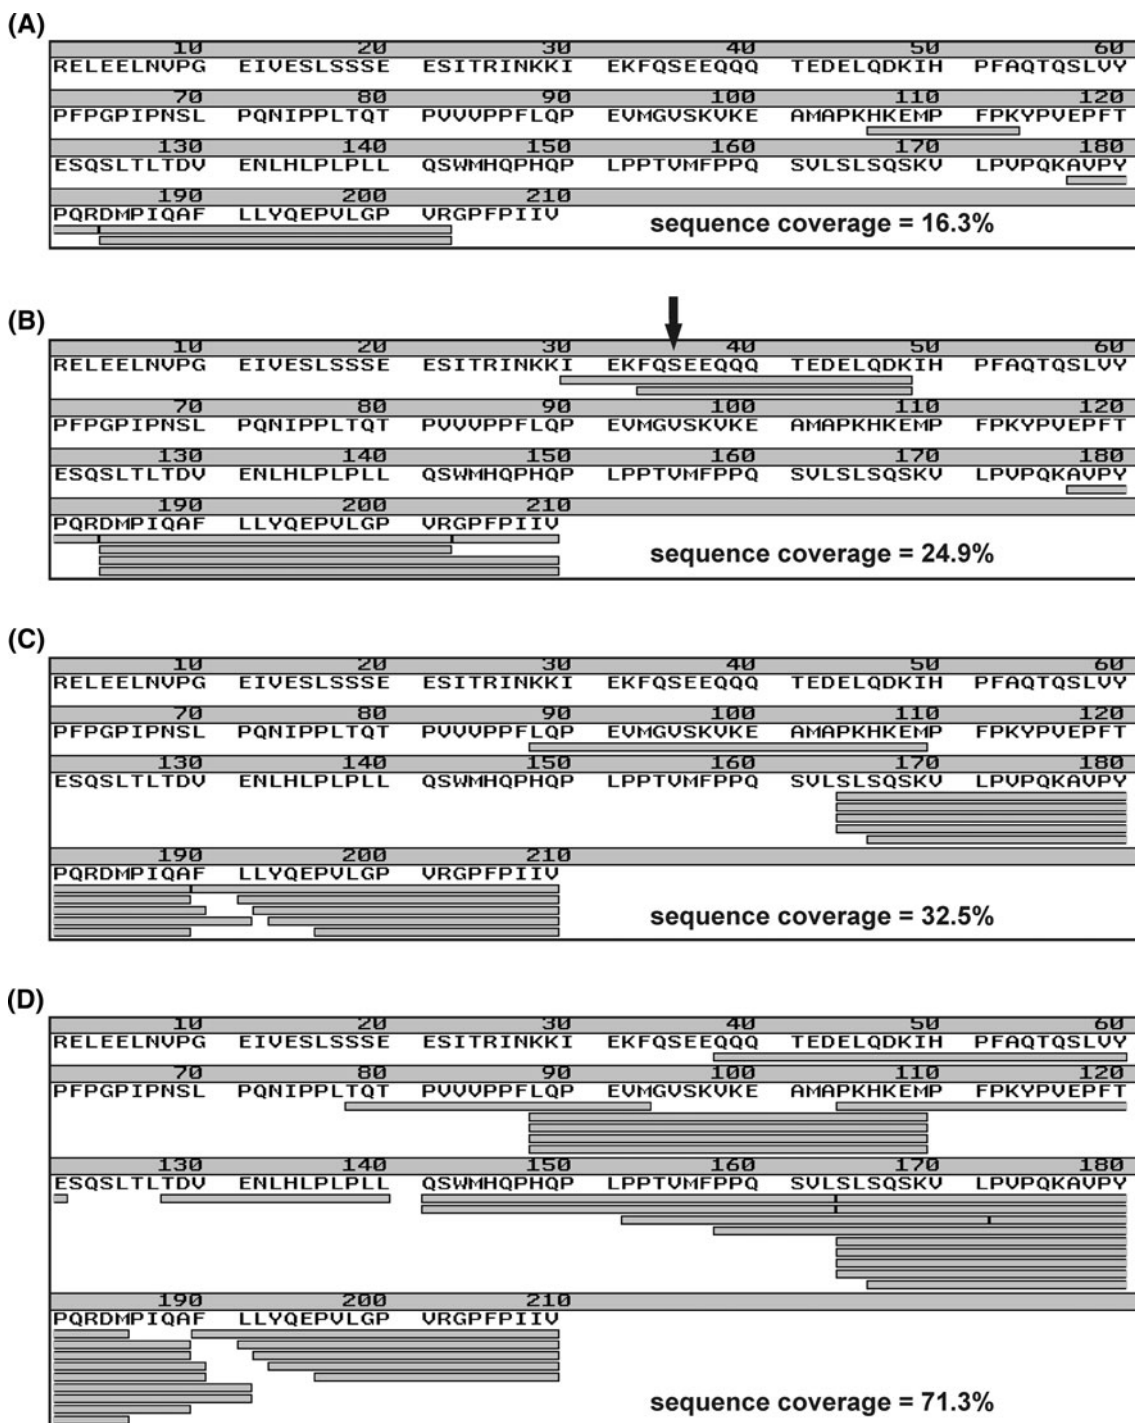 (A)
10 20 30 40 50 60
RELEELNVPG EIVESLSSSE ESITRINKKI EKFQSEEQQQ TEDELQDKIH PFAQTQSLVY
70 80 90 100 110 120
PFPGPIPNSL PQNIPPLTQT PVVVPPFLQP EVMGVSKVKE AMAPKHKEMP FPKYPVEPFT
130 140 150 160 170 180
ESQSLTLTDV ENLHLPLPLL QSWMHQPHQP LPPTVMFPPQ SVLSLSQSKV LPVPQKAVPY
190 200 210
PQRDMPIQAF LLYQEPVLGP VRGPFPIIV
sequence coverage = 16.3%
(B)
10 20 30 40 50 60
RELEELNVPG EIVESLSSSE ESITRINKKI EKFQSEEQQQ TEDELQDKIH PFAQTQSLVY
70 80 90 100 110 120
PFPGPIPNSL PQNIPPLTQT PVVVPPFLQP EVMGVSKVKE AMAPKHKEMP FPKYPVEPFT
130 140 150 160 170 180
ESQSLTLTDV ENLHLPLPLL QSWMHQPHQP LPPTVMFPPQ SVLSLSQSKV LPVPQKAVPY
190 200 210
PQRDMPIQAF LLYQEPVLGP VRGPFPIIV
sequence coverage = 24.9%
(C)
10 20 30 40 50 60
RELEELNVPG EIVESLSSSE ESITRINKKI EKFQSEEQQQ TEDELQDKIH PFAQTQSLVY
70 80 90 100 110 120
PFPGPIPNSL PQNIPPLTQT PVVVPPFLQP EVMGVSKVKE AMAPKHKEMP FPKYPVEPFT
130 140 150 160 170 180
ESQSLTLTDV ENLHLPLPLL QSWMHQPHQP LPPTVMFPPQ SVLSLSQSKV LPVPQKAVPY
190 200 210
PQRDMPIQAF LLYQEPVLGP VRGPFPIIV
sequence coverage = 32.5%
(D)
10 20 30 40 50 60
RELEELNVPG EIVESLSSSE ESITRINKKI EKFQSEEQQQ TEDELQDKIH PFAQTQSLVY
70 80 90 100 110 120
PFPGPIPNSL PQNIPPLTQT PVVVPPFLQP EVMGVSKVKE AMAPKHKEMP FPKYPVEPFT
130 140 150 160 170 180
ESQSLTLTDV ENLHLPLPLL QSWMHQPHQP LPPTVMFPPQ SVLSLSQSKV LPVPQKAVPY
190 200 210
PQRDMPIQAF LLYQEPVLGP VRGPFPIIV
sequence coverage = 71.3%